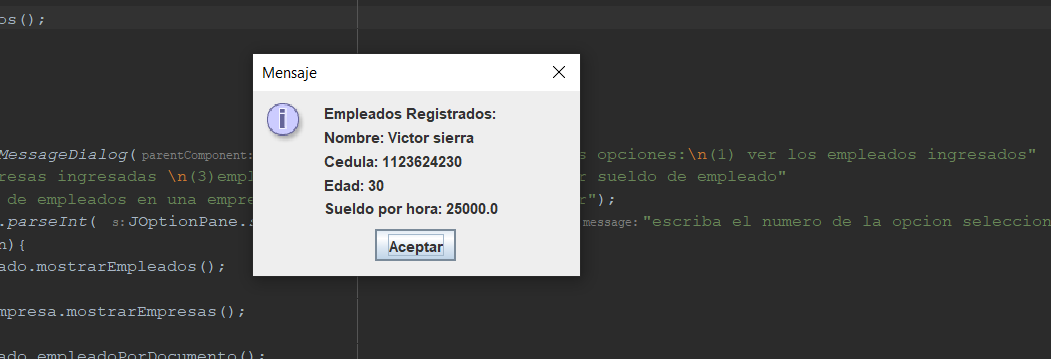 os();
Mensaje
Empleados Registrados:
Nombre: Victor sierra
Cedula: 1123624230
Edad: 30
Sueldo por hora: 25000.0
Aceptar
MessageDialog( parentComponent: s opciones:\n(1) ver los empleados ingresados"
resas ingresadas \n(3)empl r sueldo de empleado"
de empleados en una empre r");
.parseInt( s: JOptionPane.s message: "escriba el numero de la opcion seleccion
n){
ado.mostrarEmpleados();
mpresa.mostrarEmpresas();
ado.empleadoPorDocumento();